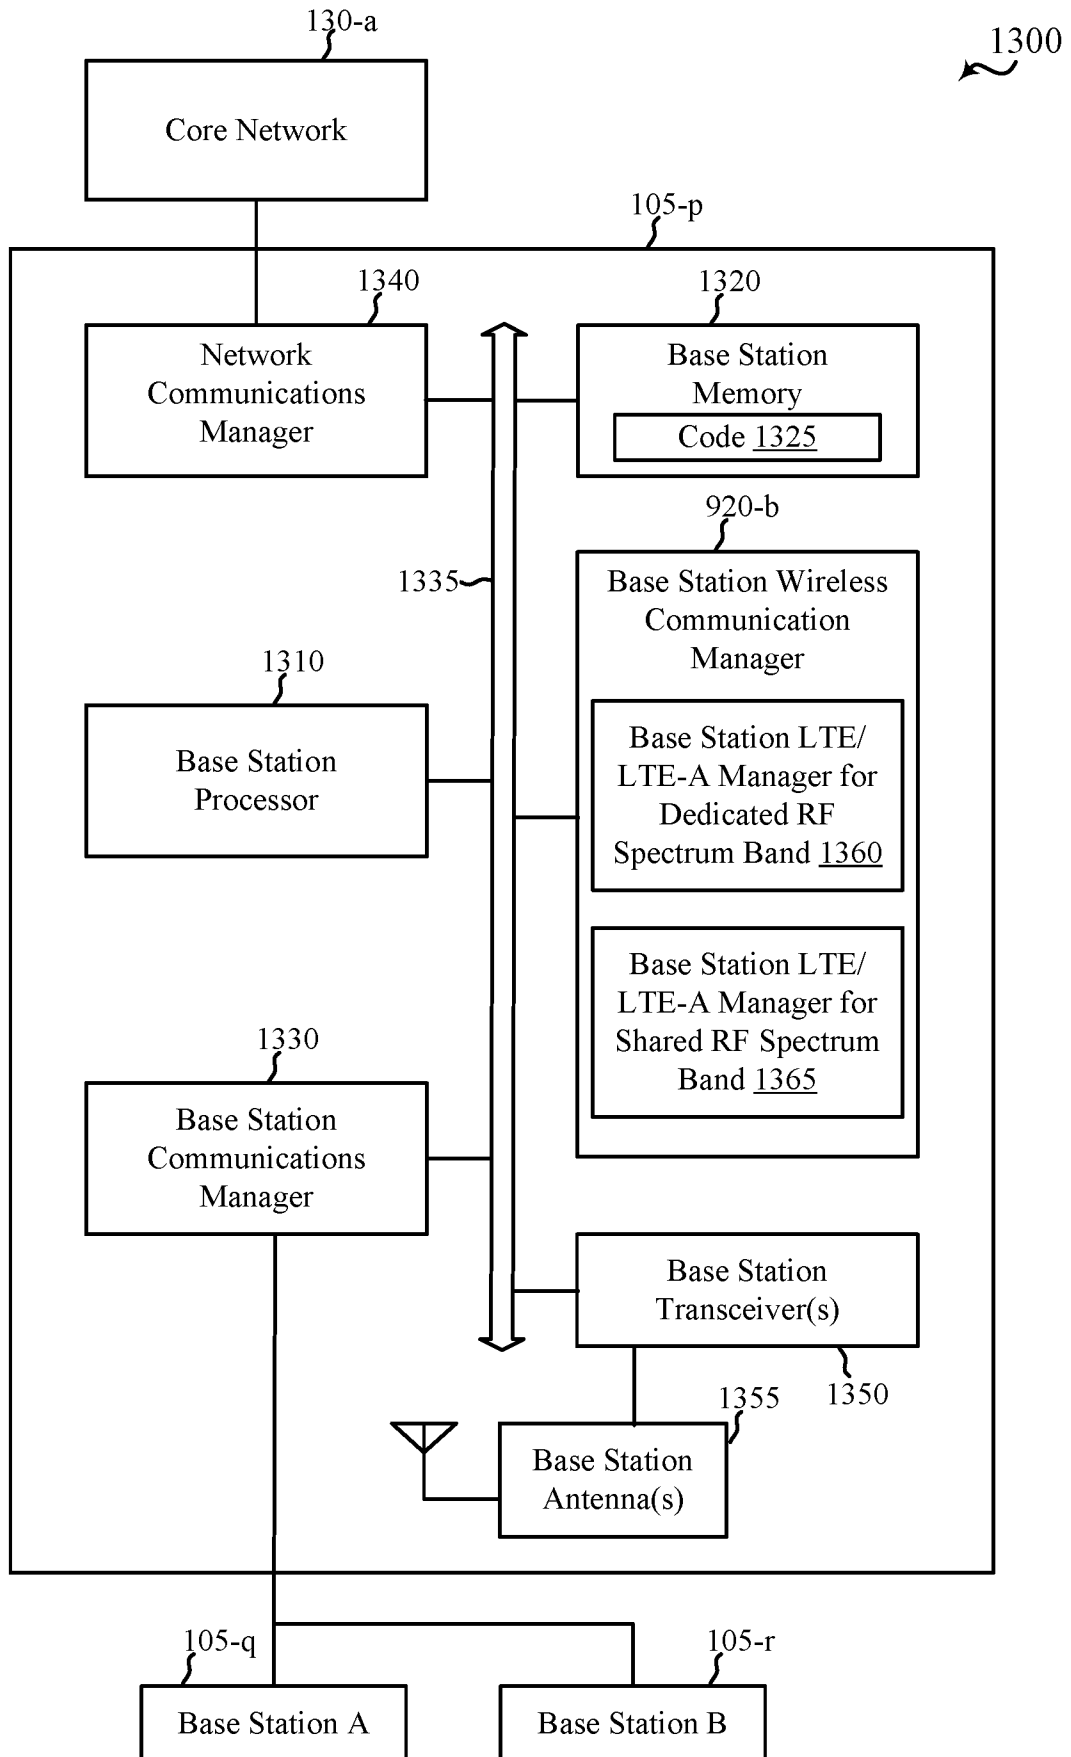 130-a
1300
Core Network
105-p
1340
Network
Communications
Manager
1320
Base Station
Memory
Code 1325
920-b
1335
Base Station Wireless
Communication
Manager
1310
Base Station
Processor
Base Station LTE/
LTE-A Manager for
Dedicated RF
Spectrum Band 1360
Base Station LTE/
LTE-A Manager for
Shared RF Spectrum
Band 1365
1330
Base Station
Communications
Manager
Base Station
Transceiver(s)
1350
1355
Base Station
Antenna(s)
105-q
105-r
Base Station A
Base Station B